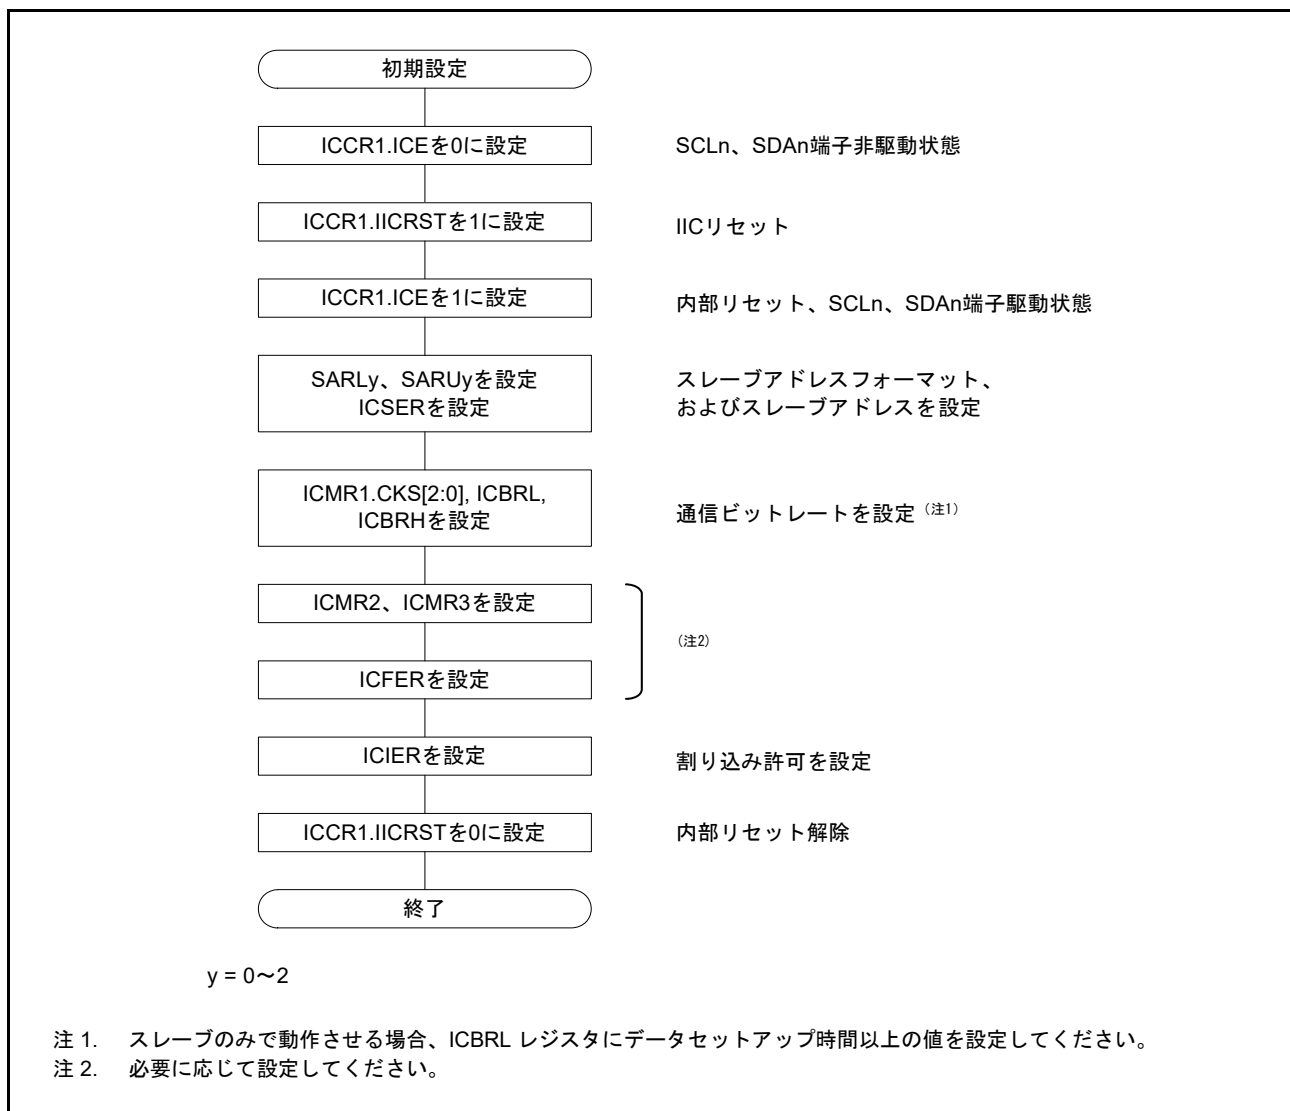 初期設定
ICCR1.ICEを0に設定
SCLn、SDAn端子非駆動状態
ICCR1.IICRSTを1に設定
IICリセット
ICCR1.ICEを1に設定
内部リセット、SCLn、SDAn端子駆動状態
SARLy、SARUyを設定
ICSERを設定
スレーブアドレスフォーマット、
およびスレーブアドレスを設定
ICMR1.CKS[2:0], ICBRL,
ICBRHを設定
通信ビットレートを設定（注1）
ICMR2、ICMR3を設定
（注2）
ICFERを設定
ICIERを設定
割り込み許可を設定
ICCR1.IICRSTを0に設定
内部リセット解除
終了
y = 0～2
注 1. スレーブのみで動作させる場合、ICBRL レジスタにデータセットアップ時間以上の値を設定してください。
注 2. 必要に応じて設定してください。